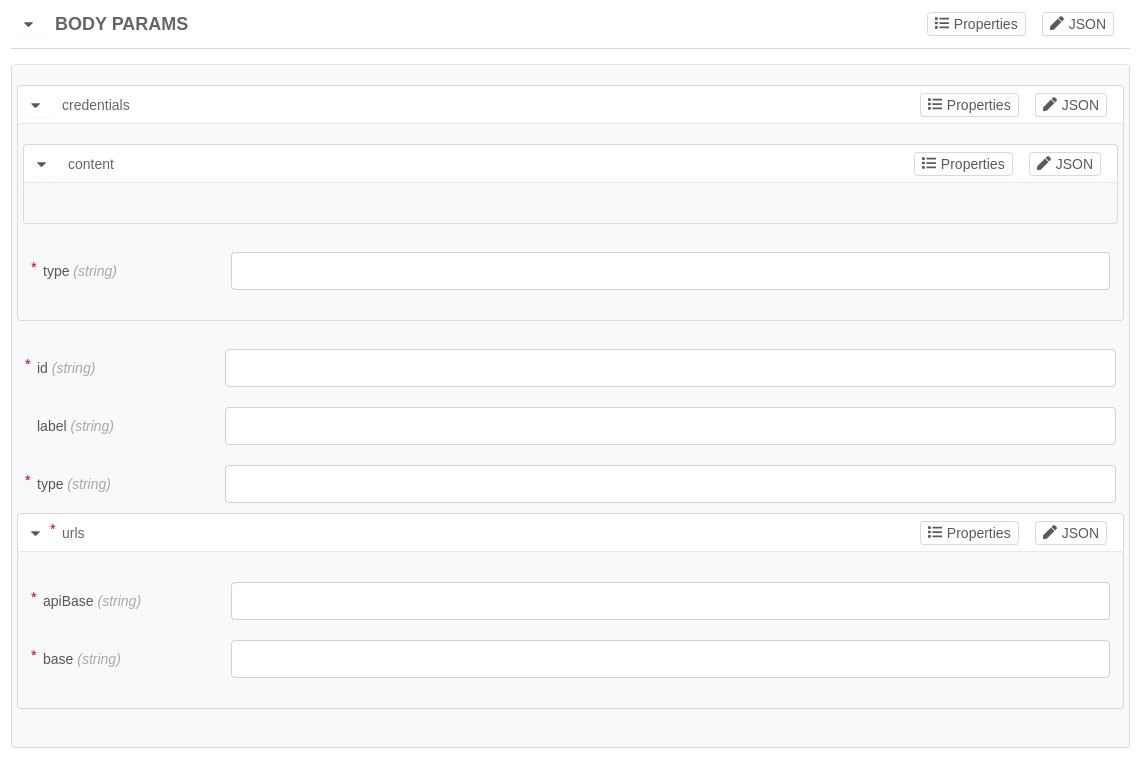 BODY PARAMS Properties JSON
credentials Properties JSON
content Properties JSON
* type (string)
* id (string)
label (string)
* type (string)
* urls Properties JSON
* apiBase (string)
* base (string)